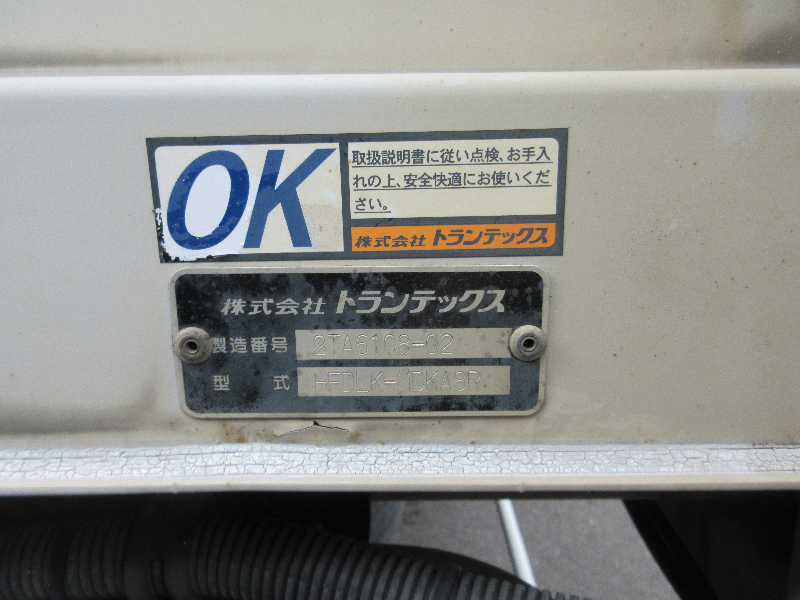 OK
取扱説明書に従い点検、お手入
れの上、安全快適にお使いくだ
さい。
株式会社 トランテックス
株式会社 トランテックス
製造番号 2TA6108-02
型 式 HFDLK-MDKA8R